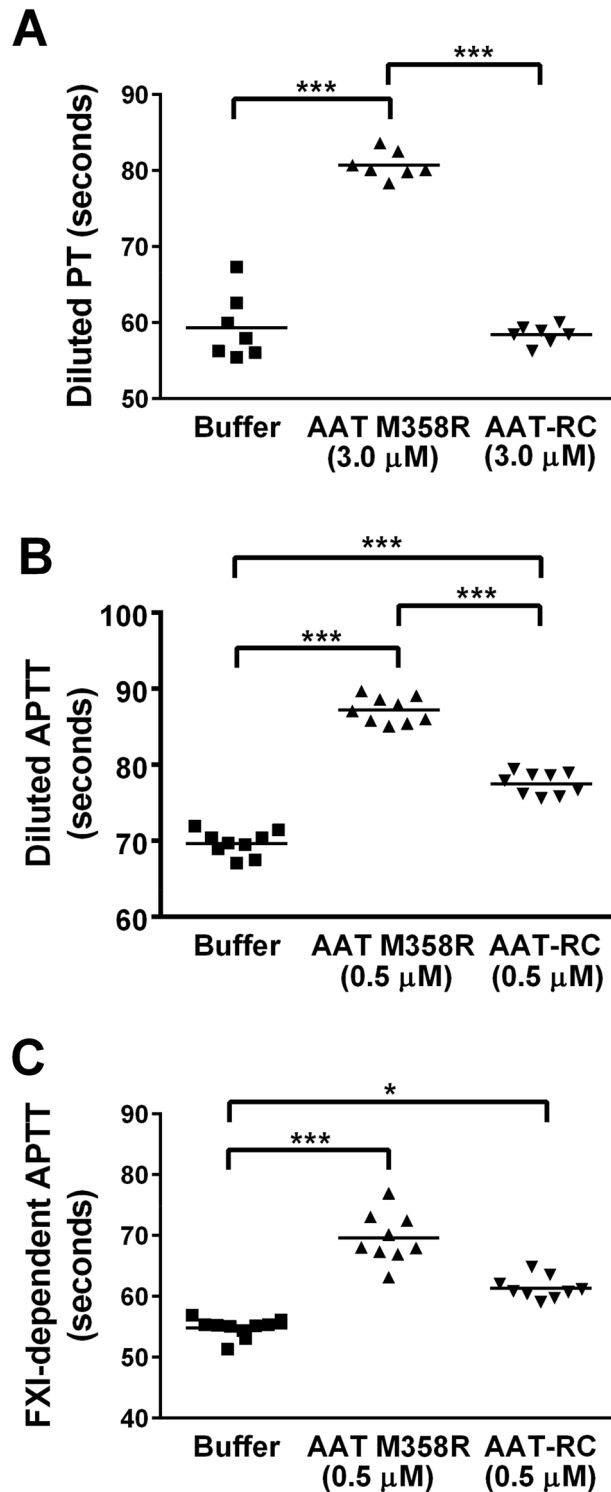 A
Diluted PT (seconds)
90
80
70
60
50
***
***
Buffer
AAT M358R
(3.0 µM)
AAT-RC
(3.0 µM)
B
Diluted APTT
(seconds)
100
90
80
70
60
***
***
***
Buffer
AAT M358R
(0.5 µM)
AAT-RC
(0.5 µM)
C
FXI-dependent APTT
(seconds)
90
80
70
60
50
40
*
***
Buffer
AAT M358R
(0.5 µM)
AAT-RC
(0.5 µM)